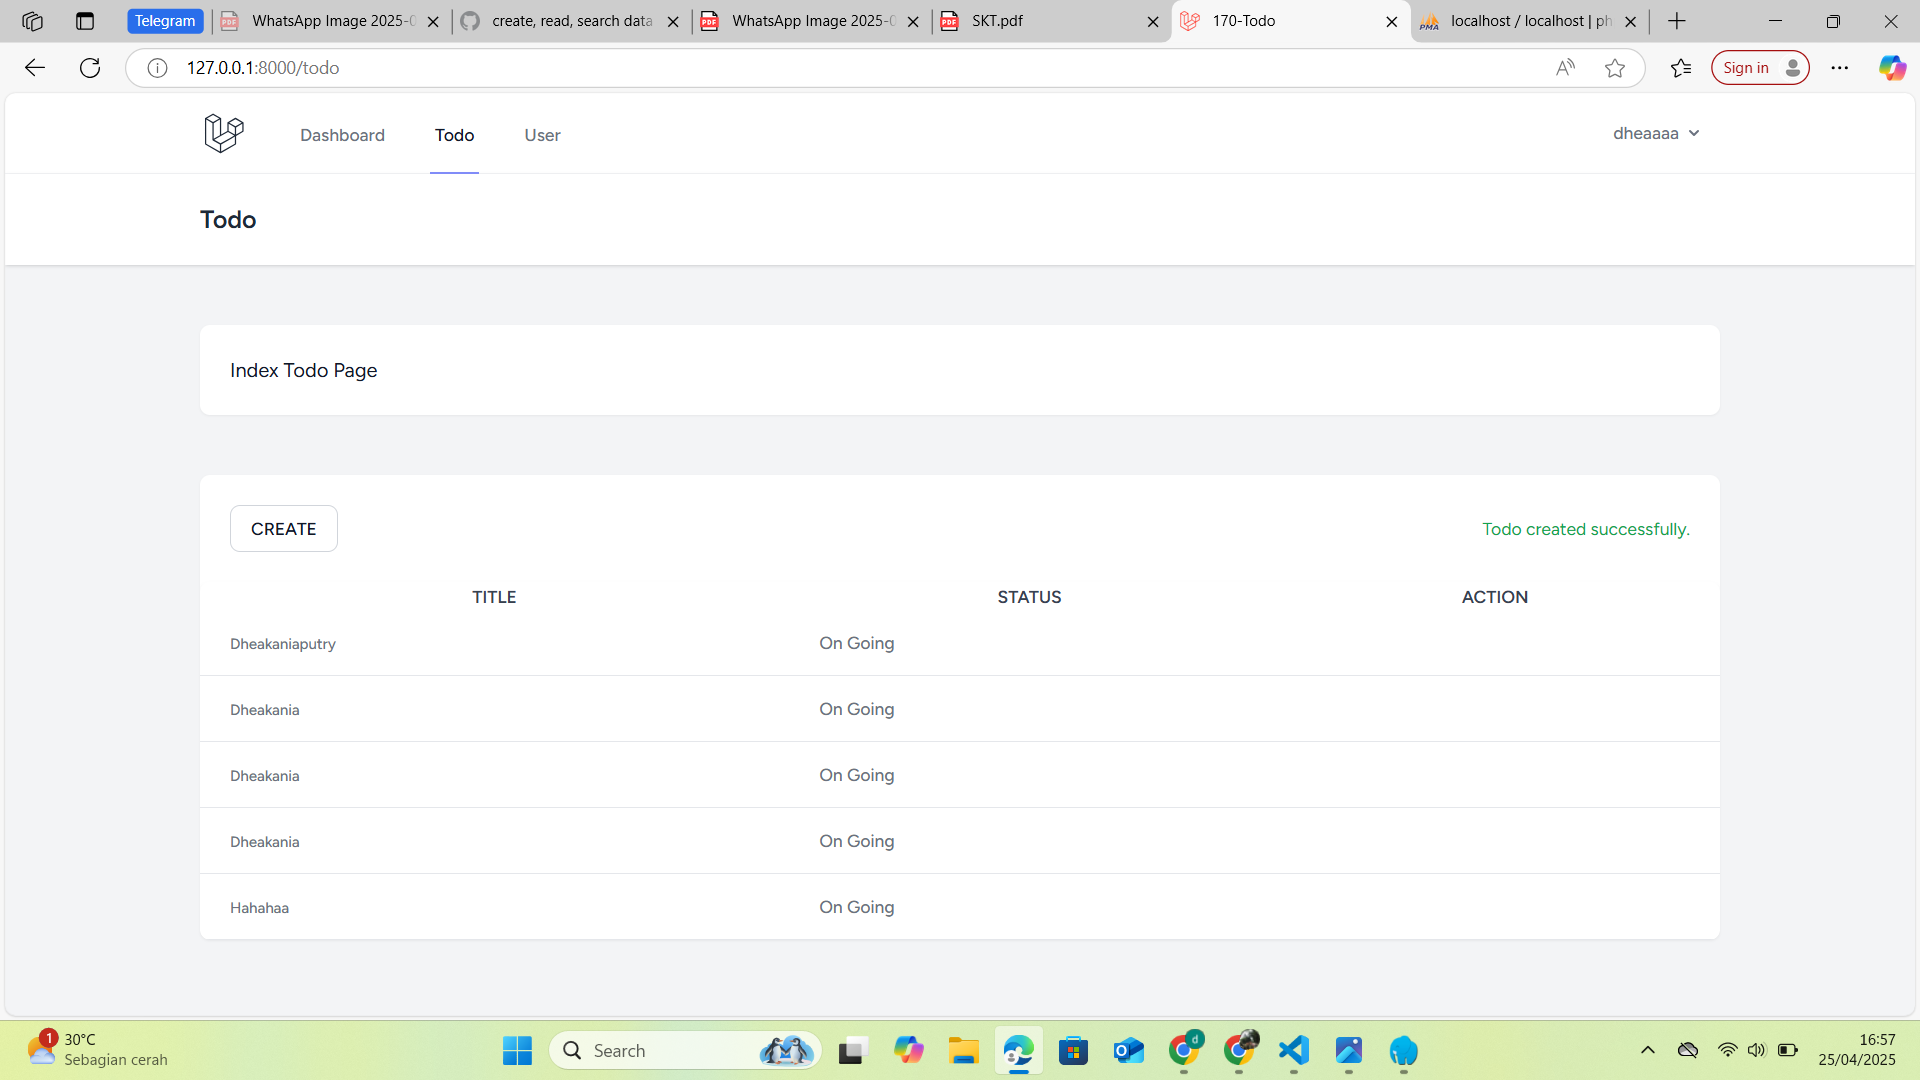 Telegram
WhatsApp Image 2025-0
create, read, search data
WhatsApp Image 2025-0
SKT.pdf
170-Todo
localhost / localhost | ph
127.0.0.1:8000/todo
Sign in
Dashboard
Todo
User
dheaaaa
Todo
Index Todo Page
CREATE
Todo created successfully.
TITLE STATUS ACTION
Dheakaniaputry On Going
Dheakania On Going
Dheakania On Going
Dheakania On Going
Hahahaa On Going
1
30°C
Sebagian cerah
Search
d
16:57
25/04/2025